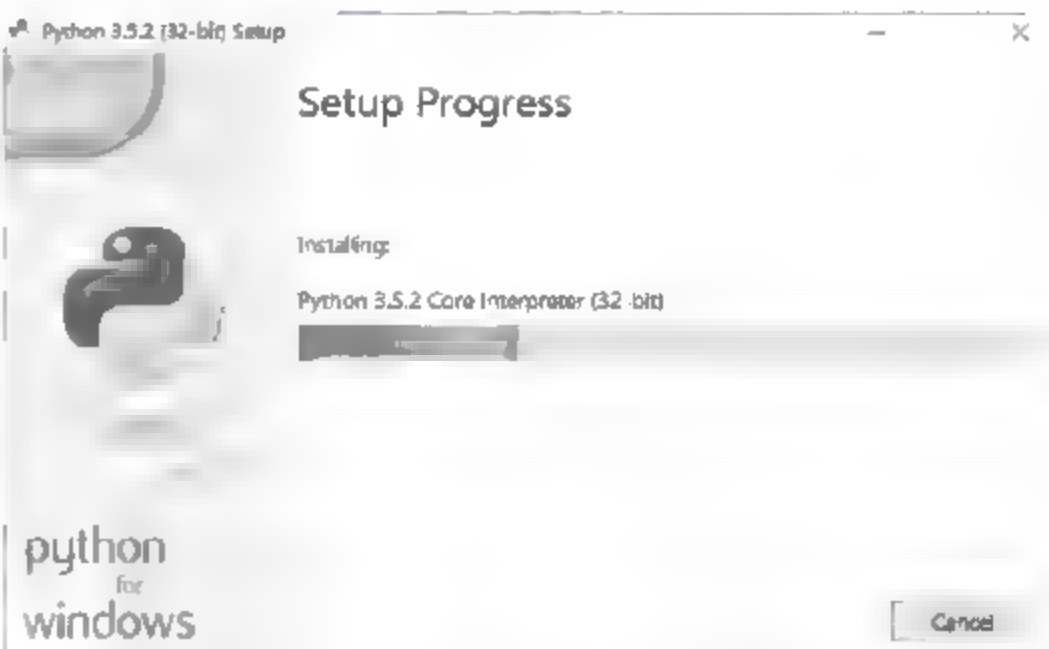 Python 3.5.2 (32-bit) Setup
Setup Progress
Installing:
Python 3.5.2 Core Interpreter (32-bit)
python
for
windows
Cancel